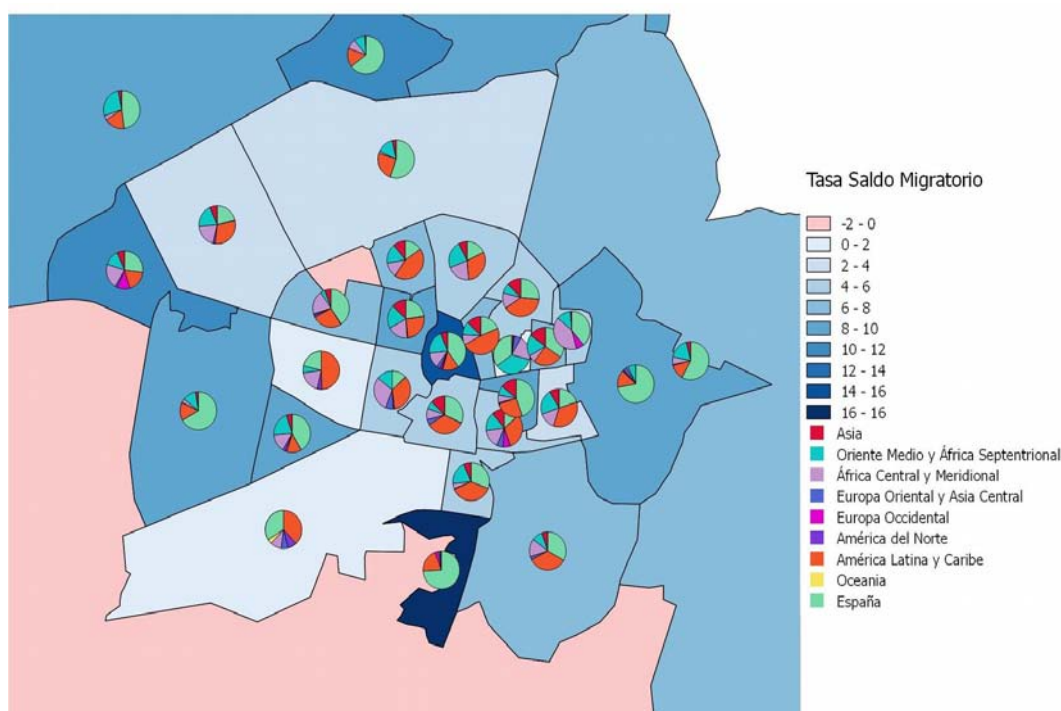 Tasa Saldo Migratorio
-2 - 0
0 - 2
2 - 4
4 - 6
6 - 8
8 - 10
10 - 12
12 - 14
14 - 16
16 - 16
Asia
Oriente Medio y África Septentrional
África Central y Meridional
Europa Oriental y Asia Central
Europa Occidental
América del Norte
América Latina y Caribe
Oceania
España